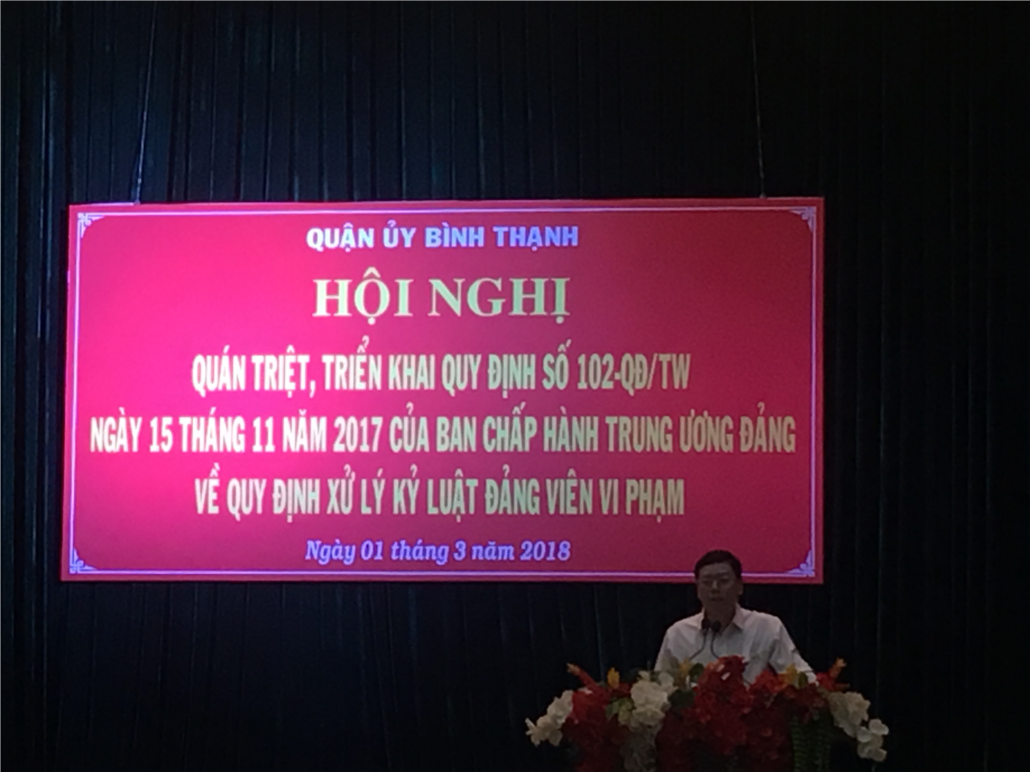 QUẬN ỦY BÌNH THẠNH
HỘI NGHỊ
QUÁN TRIỆT, TRIỂN KHAI QUY ĐỊNH SỐ 102-QĐ/TW
NGÀY 15 THÁNG 11 NĂM 2017 CỦA BAN CHẤP HÀNH TRUNG ƯƠNG ĐẢNG
VỀ QUY ĐỊNH XỬ LÝ KỶ LUẬT ĐẢNG VIÊN VI PHẠM
Ngày 01 tháng 3 năm 2018